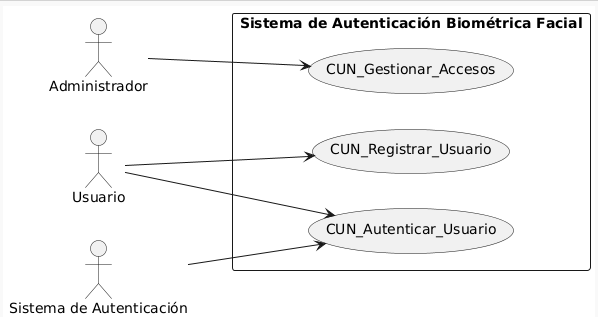 Sistema de Autenticación Biométrica Facial
CUN_Gestionar_Accesos
Administrador
CUN_Registrar_Usuario
Usuario
CUN_Autenticar_Usuario
Sistema de Autenticación